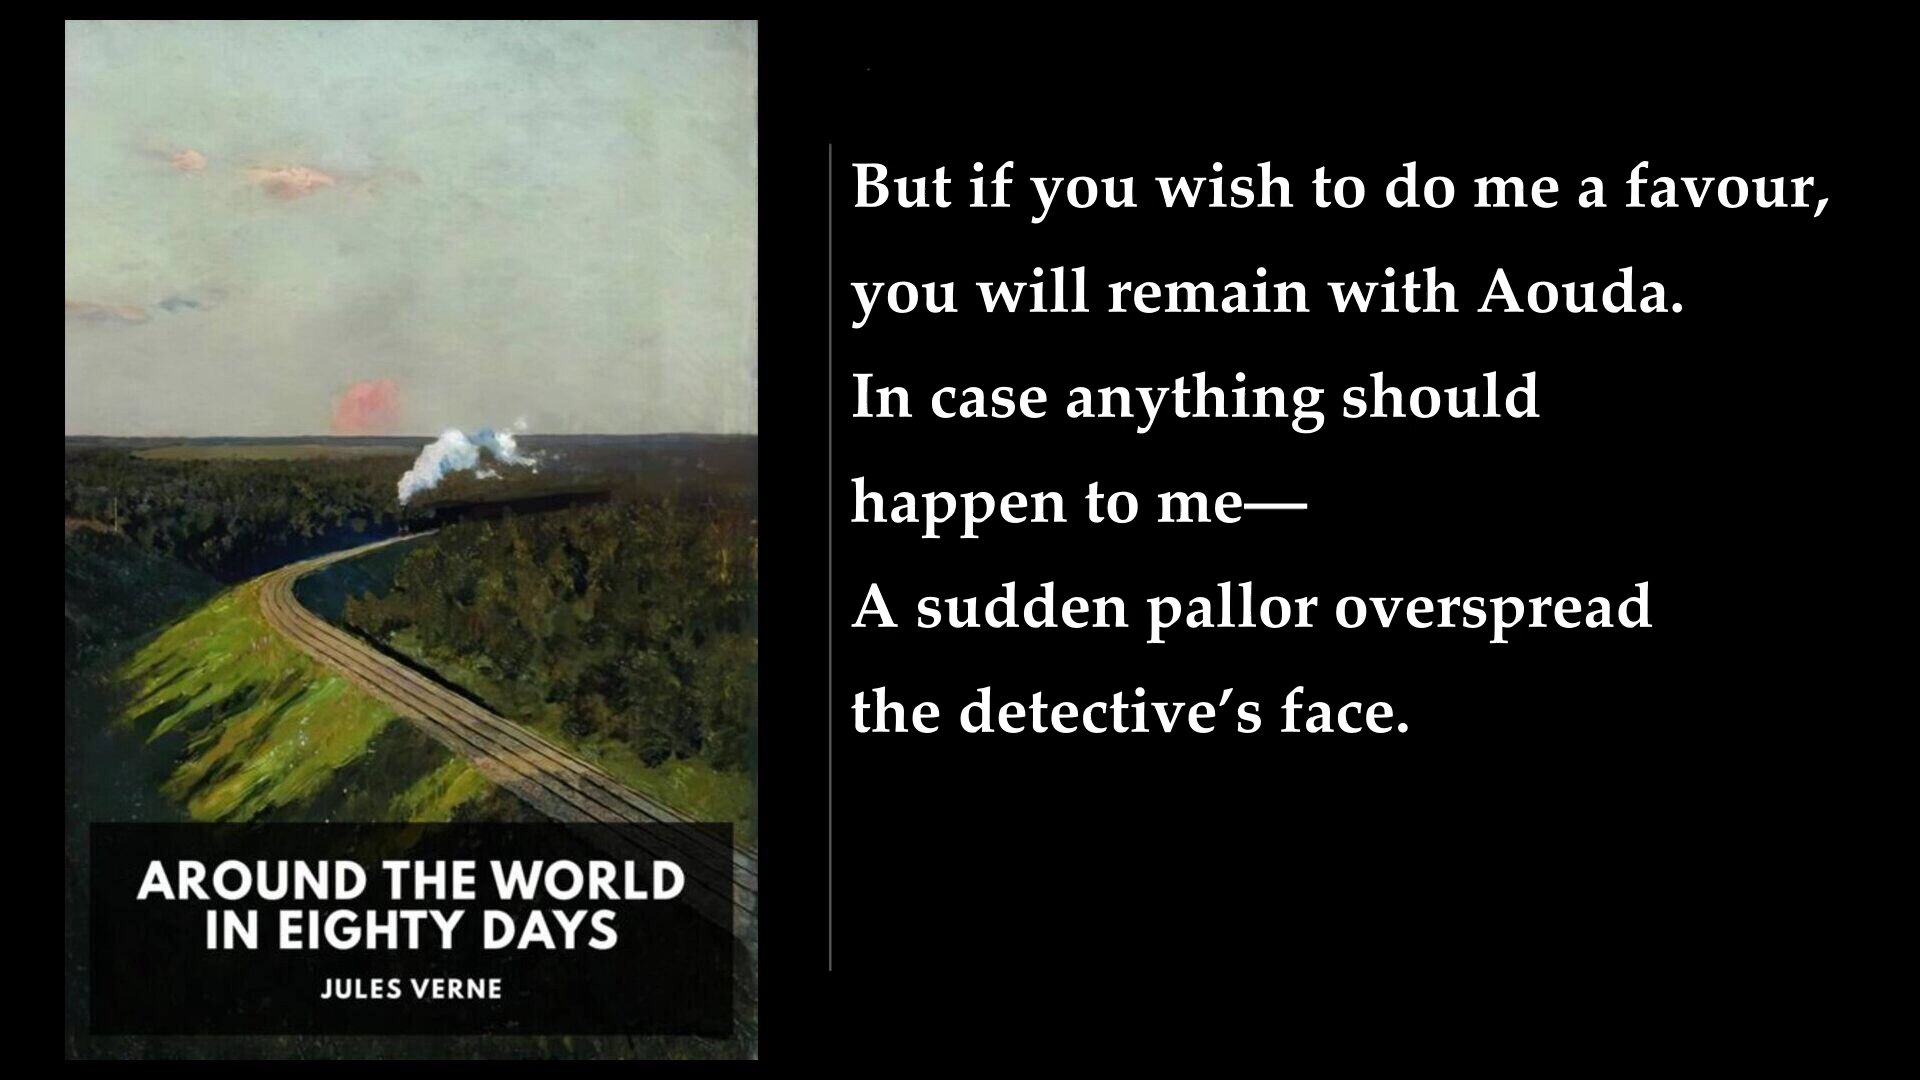 But if you wish to do me a favour,
you will remain with Aouda.
In case anything should
happen to me—
A sudden pallor overspread
the detective’s face.
AROUND THE WORLD
IN EIGHTY DAYS
JULES VERNE